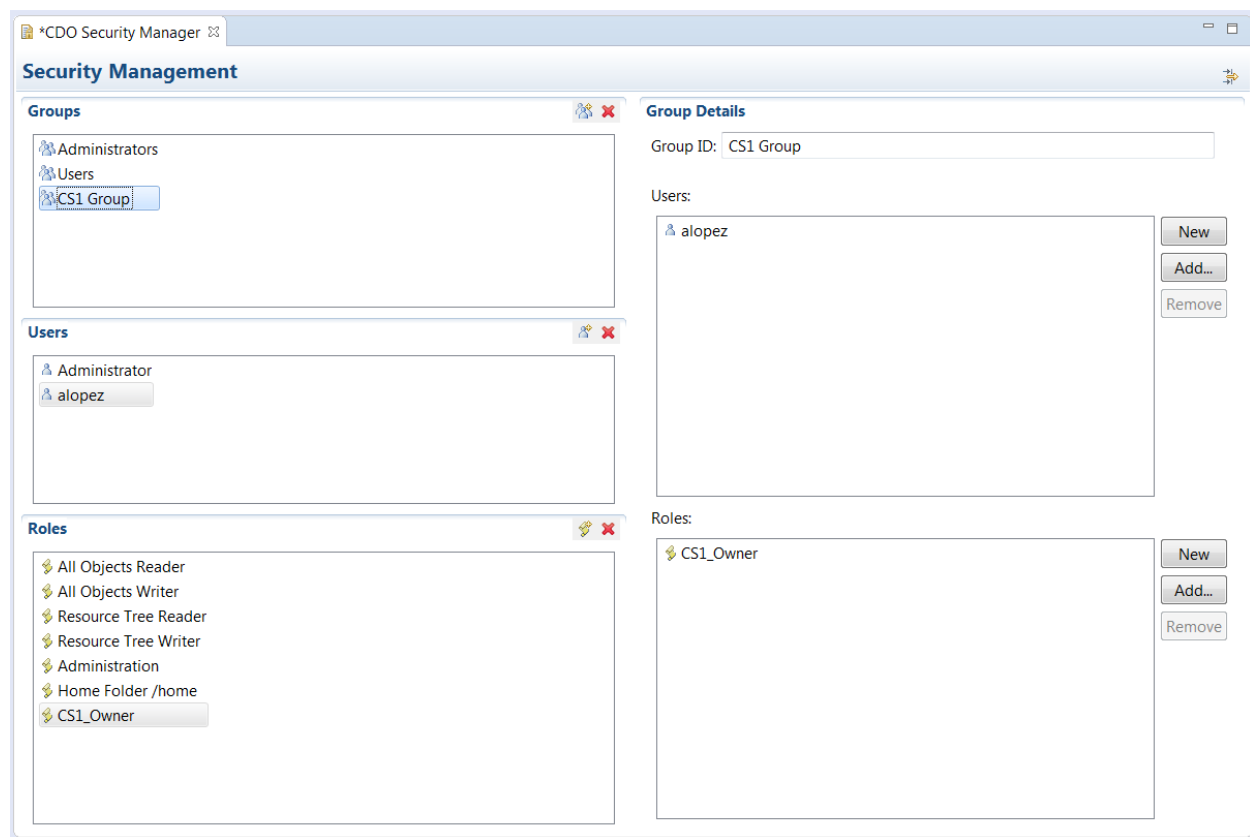 *CDO Security Manager
Security Management
Groups
Administrators
Users
CS1 Group
Users
Administrator
alopez
Roles
All Objects Reader
All Objects Writer
Resource Tree Reader
Resource Tree Writer
Administration
Home Folder /home
CS1_Owner
Group Details
Group ID: CS1 Group
Users:
alopez
New
Add...
Remove
Roles:
CS1_Owner
New
Add...
Remove